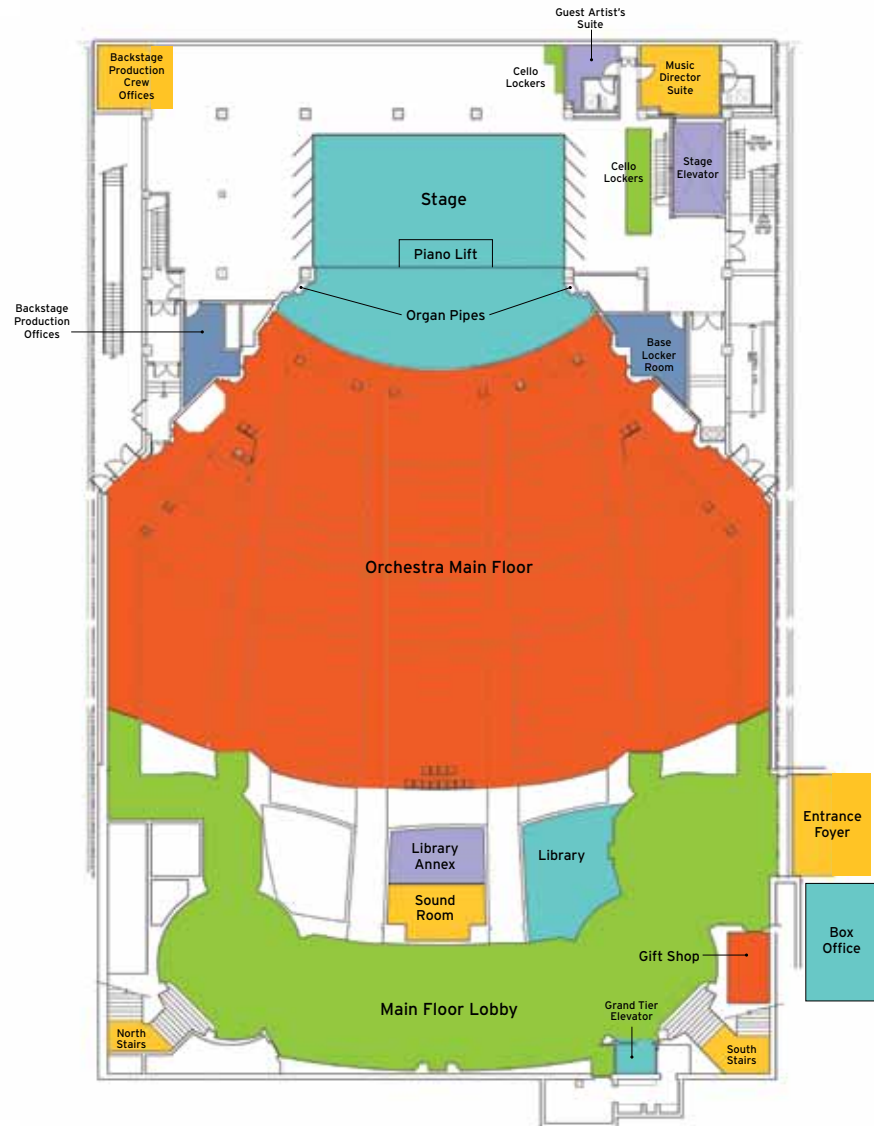 Guest Artist's
Suite
Backstage
Production
Crew
Offices
Cello
Lockers
Music
Director
Suite
Cello
Lockers
Stage
Elevator
Stage
Piano Lift
Organ Pipes
Backstage
Production
Offices
Base
Locker
Room
Orchestra Main Floor
Entrance
Foyer
Library
Annex
Library
Sound
Room
Box
Office
Gift Shop
Main Floor Lobby
Grand Tier
Elevator
North
Stairs
South
Stairs